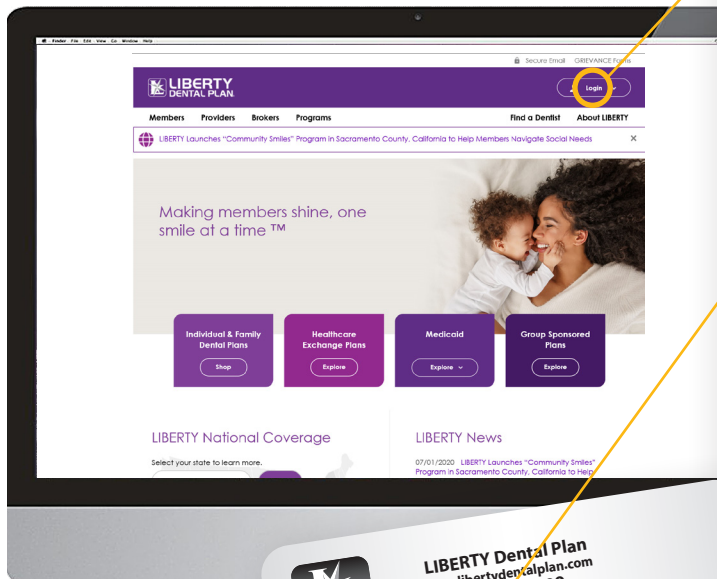 Finder File Edit View Go Window Help
Secure Email GRIEVANCE Forms
LIBERTY
DENTAL PLAN.
Login
Members Providers Brokers Programs Find a Dentist About LIBERTY
LIBERTY Launches “Community Smiles” Program in Sacramento County, California to Help Members Navigate Social Needs ×
Making members shine, one
smile at a time ™
Individual & Family
Dental Plans
Shop
Healthcare
Exchange Plans
Explore
Medicaid
Explore
Group Sponsored
Plans
Explore
LIBERTY National Coverage
Select your state to learn more.
LIBERTY News
07/01/2020 LIBERTY Launches “Community Smiles”
Program in Sacramento County, California to Help
LIBERTY Dental Plan
libertydentalplan.com